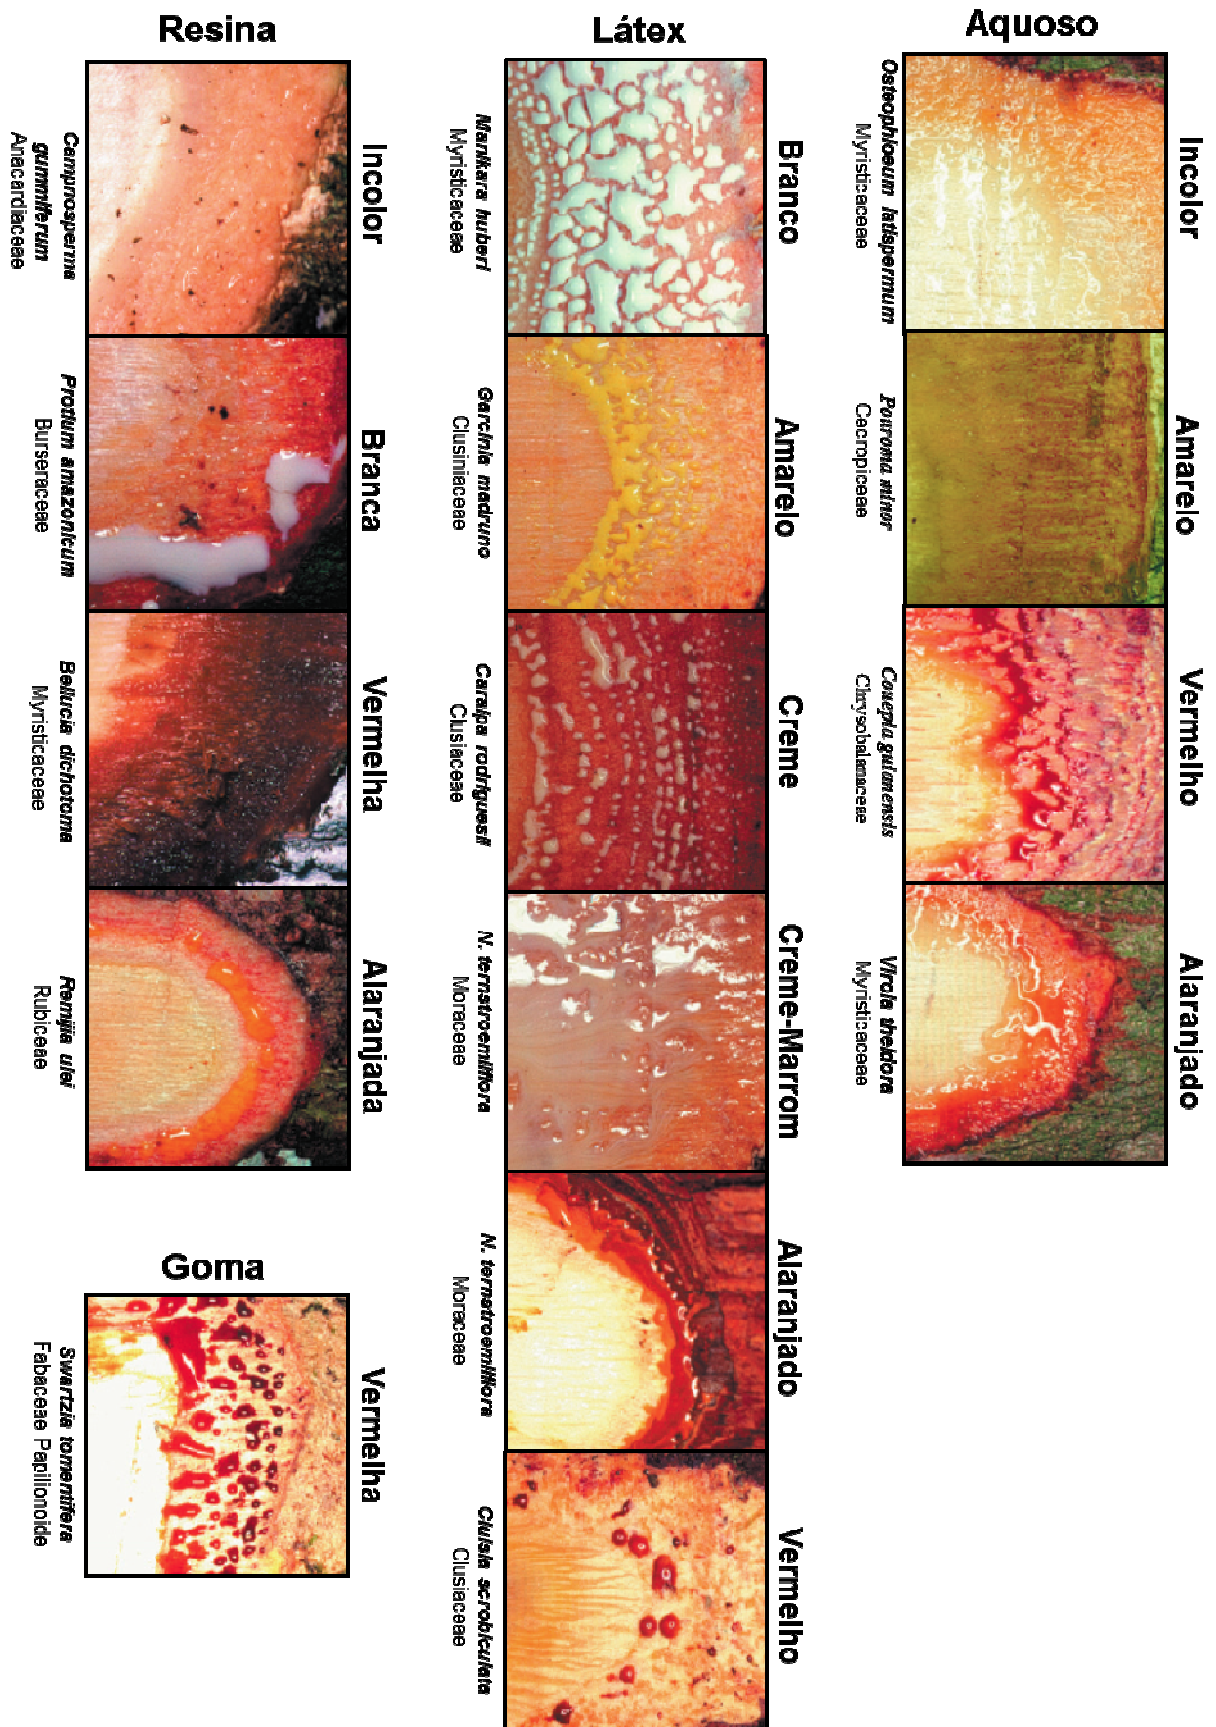 Aquoso
Incolor
Osteophloeum latispermum
Myristicaceae
Amarelo
Pouroma minor
Cecropiceae
Vermelho
Couepia guianensis
Chrysobalanaceae
Alaranjado
Virola theidora
Myristicaceae
Látex
Branco
Manilkara huberi
Myristicaceae
Amarelo
Garcinia madruno
Clusiniaceae
Creme
Caraipa rodriguesii
Clusiaceae
Creme-Marrom
N. ternstroemiiflora
Moraceae
Alaranjado
N. ternstroemiiflora
Moraceae
Vermelho
Clusia scrobiculata
Clusiaceae
Resina
Incolor
Campnosperma
gummiferum
Anacardiaceae
Branca
Protium amazonicum
Burseraceae
Vermelha
Bellucia dichotoma
Myristicaceae
Alaranjada
Remijia ulei
Rubiceae
Goma
Vermelha
Swartzia tomentifera
Fabaceae Papilionoide